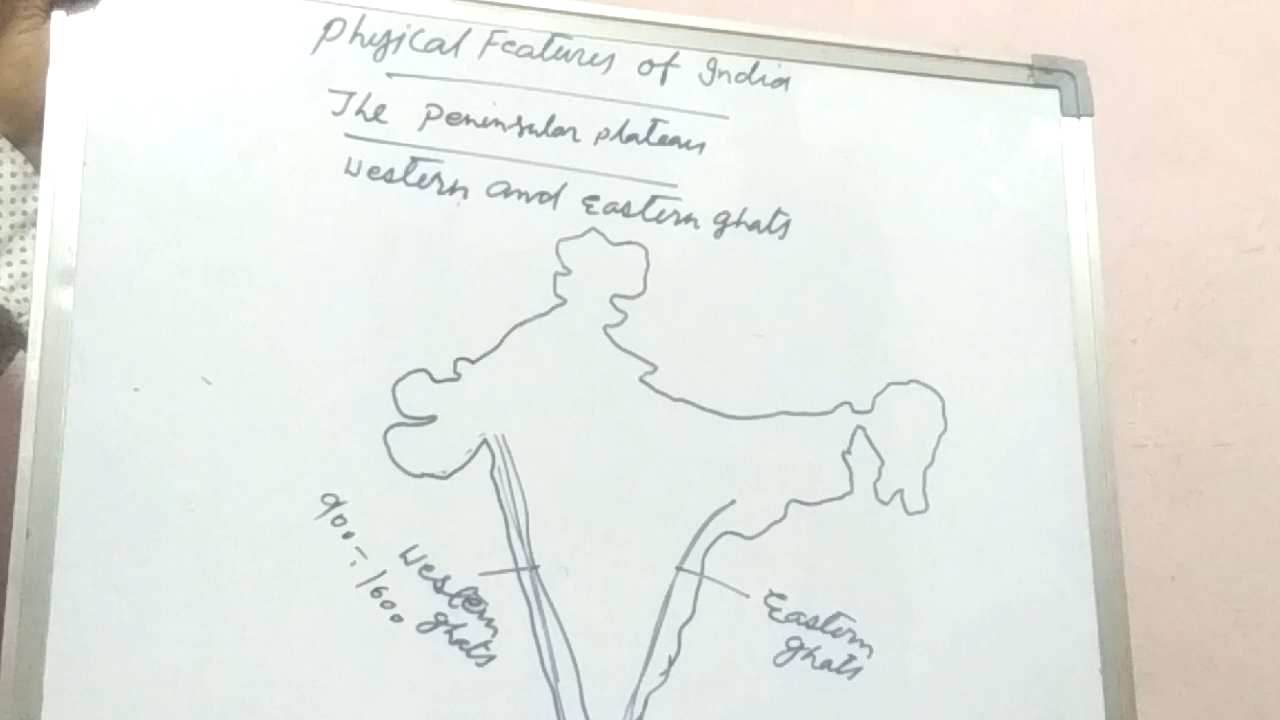 Physical Features of India
The Peninsular plateau
Western and Eastern ghats
900 - 1600
Western
ghats
Eastern
ghats